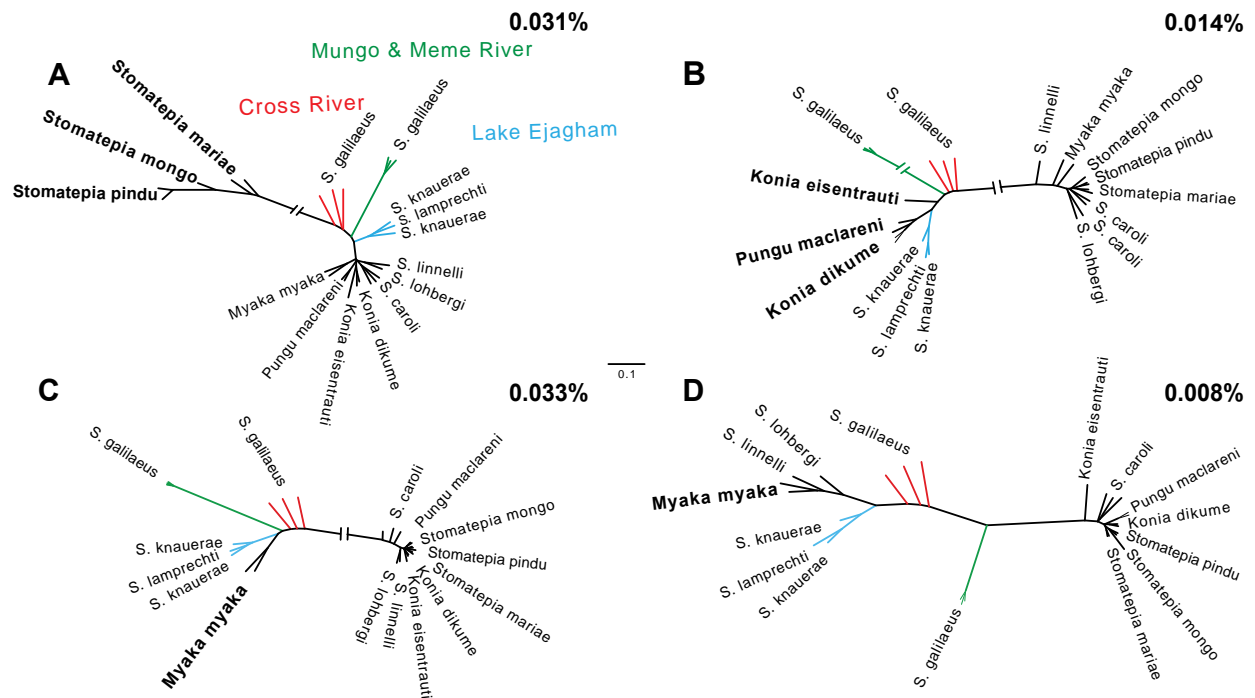 A
0.031%
Mungo & Meme River
Cross River
Lake Ejagham
Stomatepia mariae
Stomatepia mongo
Stomatepia pindu
S. galilaeus
S. galilaeus
S. knauerae
S. lamprechti
S. knauerae
S. linnelli
S. lohbergi
S. caroli
Konia dikume
Konia eisentrauti
Pungu maclareni
Myaka myaka
B
0.014%
S. galilaeus
S. galilaeus
S. linnelli
Myaka myaka
Stomatepia mongo
Stomatepia pindu
Stomatepia mariae
S. caroli
S. caroli
S. lohbergi
Konia eisentrauti
Pungu maclareni
Konia dikume
S. knauerae
S. lamprechti
S. knauerae
0.1
C
0.033%
S. galilaeus
S. galilaeus
S. caroli
Pungu maclareni
Stomatepia mongo
Stomatepia pindu
Stomatepia mariae
Konia dikume
Konia eisentrauti
S. linnelli
S. lohbergi
S. knauerae
S. lamprechti
S. knauerae
Myaka myaka
D
0.008%
S. lohbergi
S. linnelli
Myaka myaka
S. galilaeus
Konia eisentrauti
S. caroli
Pungu maclareni
Konia dikume
Stomatepia pindu
Stomatepia mongo
Stomatepia mariae
S. knauerae
S. lamprechti
S. knauerae
S. galilaeus